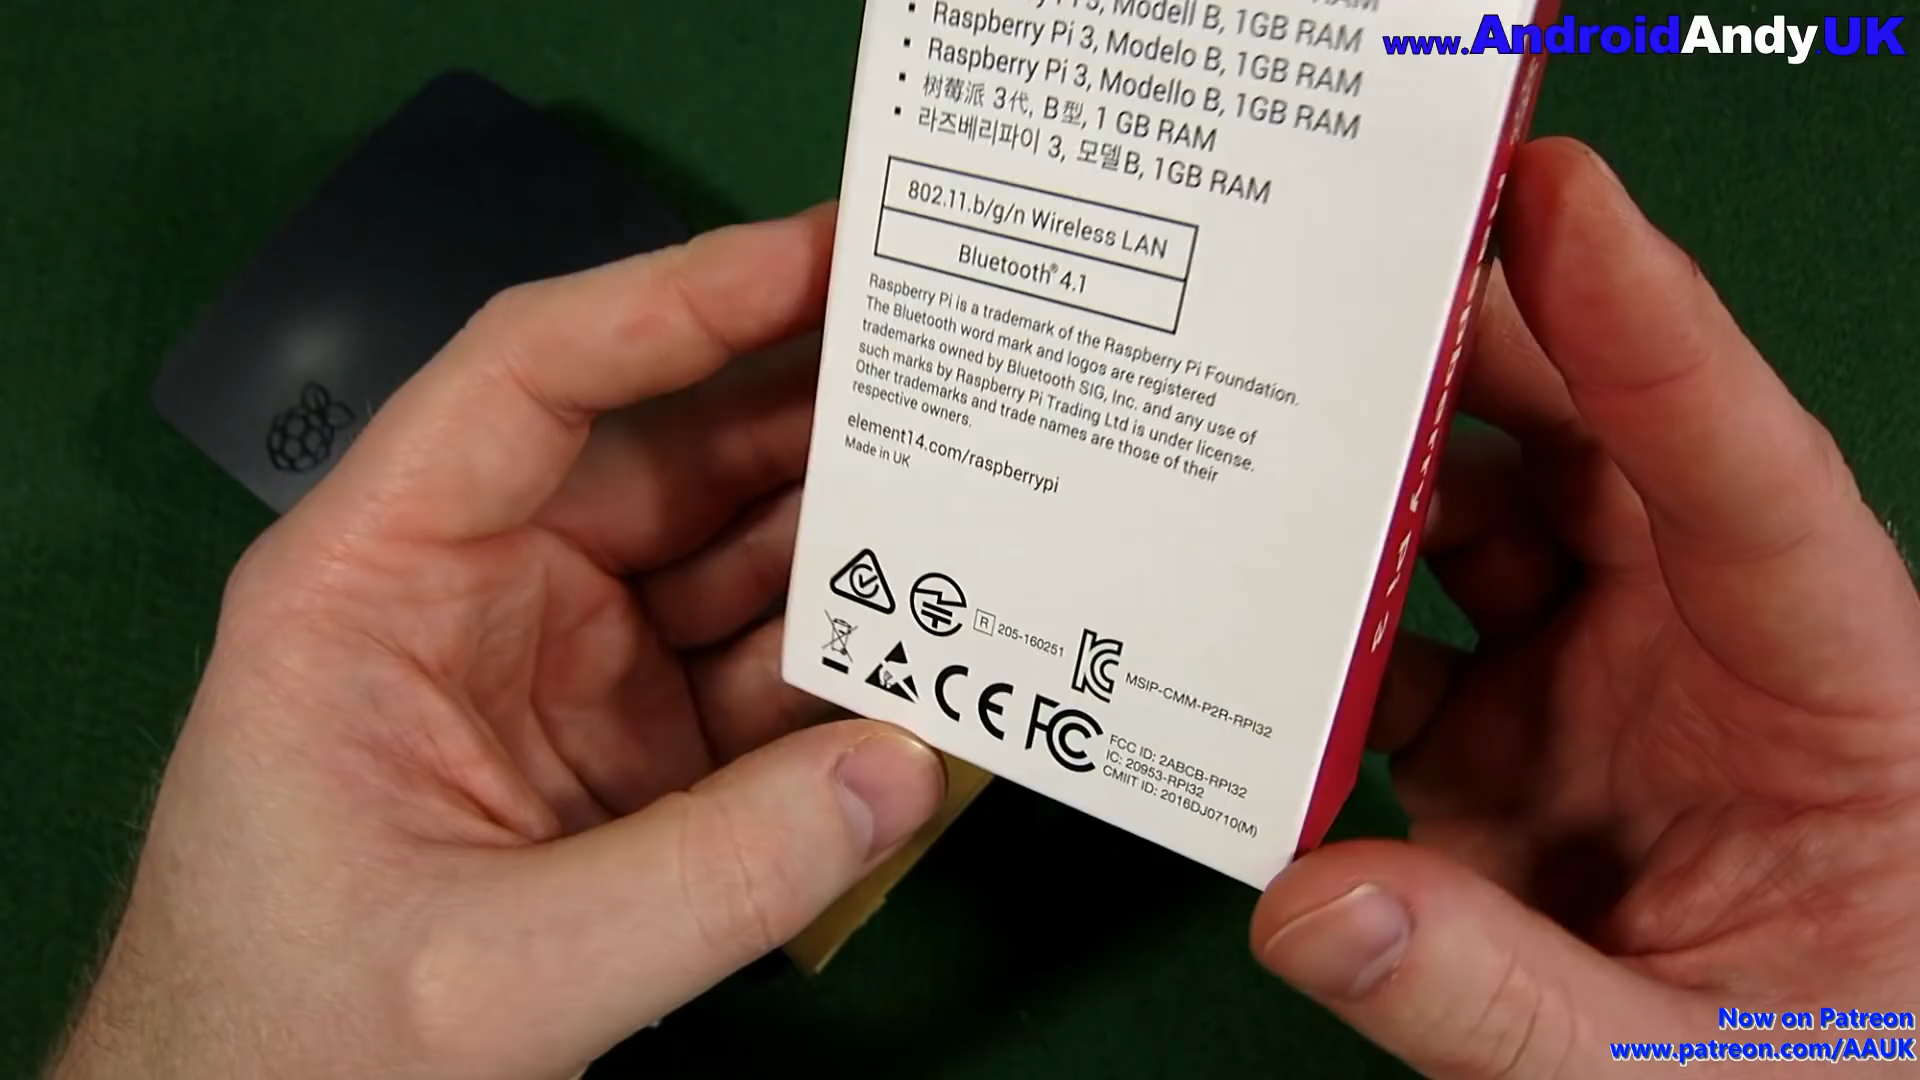 www.AndroidAndy.UK
3, Modell B, 1GB RAM
Raspberry Pi 3, Modelo B, 1GB RAM
Raspberry Pi 3, Modello B, 1GB RAM
树莓派 3代, B型, 1 GB RAM
라즈베리파이 3, 모델B, 1GB RAM
802.11.b/g/n Wireless LAN
Bluetooth® 4.1
Raspberry Pi is a trademark of the Raspberry Pi Foundation.
The Bluetooth word mark and logos are registered
trademarks owned by Bluetooth SIG, Inc. and any use of
such marks by Raspberry Pi Trading Ltd is under license.
Other trademarks and trade names are those of their
respective owners.
element14.com/raspberrypi
Made in UK
R 205-160251
MSIP-CMM-P2R-RPI32
CE
FC
FCC ID: 2ABCB-RPI32
IC: 20953-RPI32
CMIIT ID: 2016DJ0710(M)
Now on Patreon
www.patreon.com/AAUK